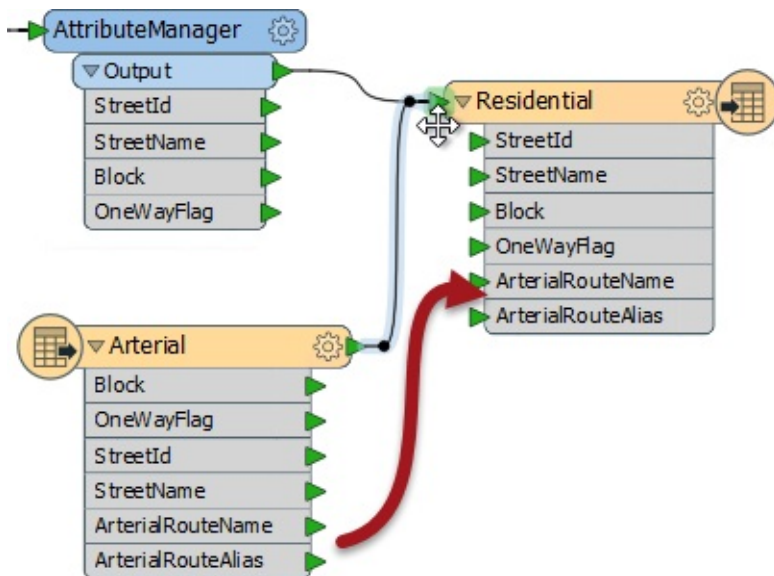 AttributeManager
Output
StreetId
StreetName
Block
OneWayFlag
Residential
StreetId
StreetName
Block
OneWayFlag
ArterialRouteName
ArterialRouteAlias
Arterial
Block
OneWayFlag
StreetId
StreetName
ArterialRouteName
ArterialRouteAlias